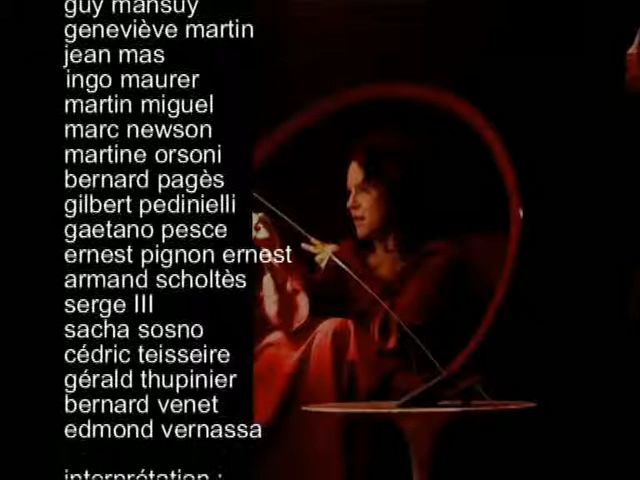 guy mansuy
geneviève martin
jean mas
ingo maurer
martin miguel
marc newson
martine orsoni
bernard pagès
gilbert pedinielli
gaetano pesce
ernest pignon ernest
armand scholtès
serge III
sacha sosno
cédric teisseire
gérald thupinier
bernard venet
edmond vernassa
interprétation :